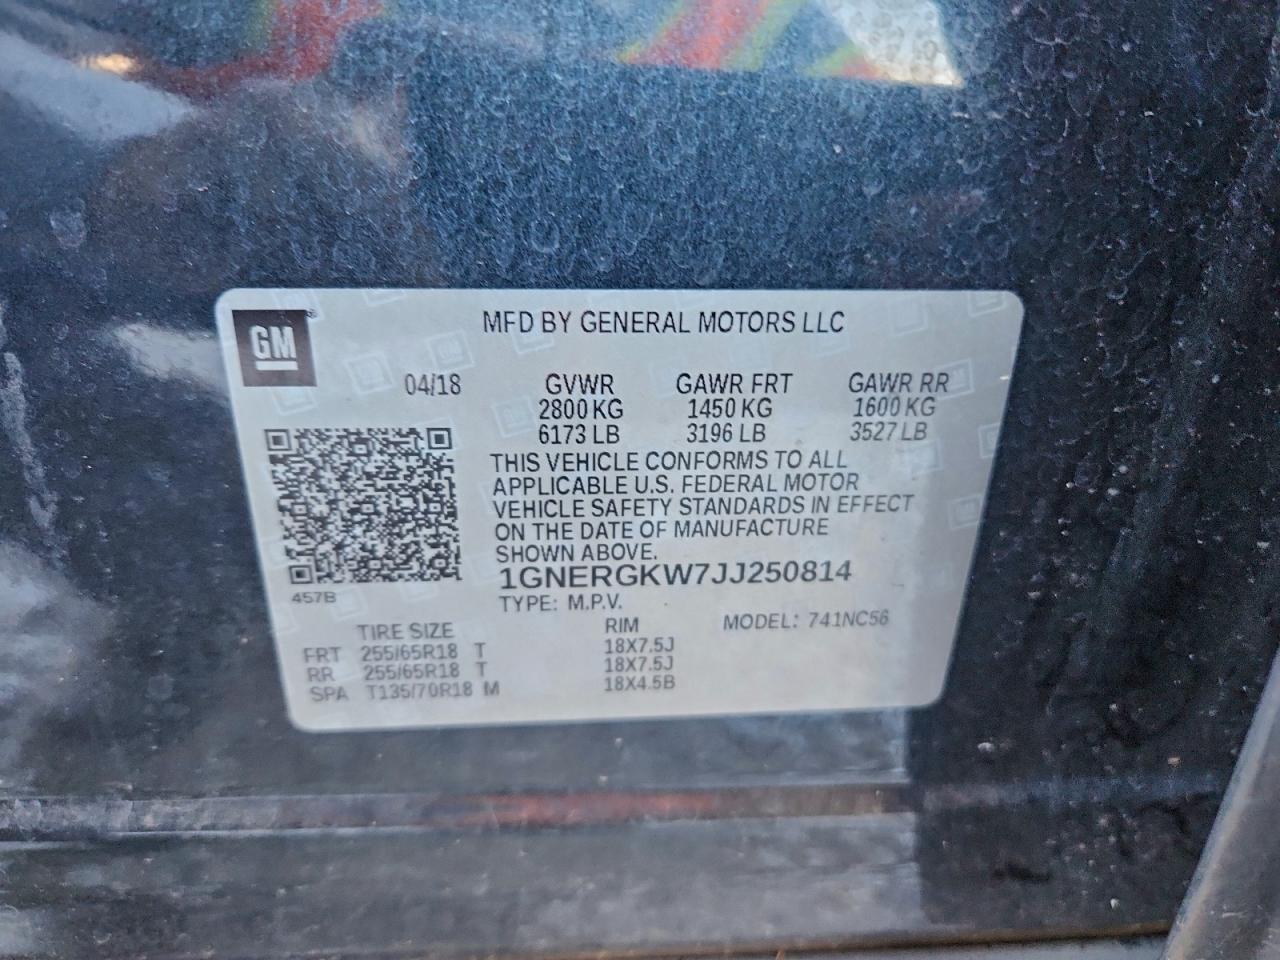 GM
MFD BY GENERAL MOTORS LLC
04/18 GVWR GAWR FRT GAWR RR
2800 KG 1450 KG 1600 KG
6173 LB 3196 LB 3527 LB
THIS VEHICLE CONFORMS TO ALL
APPLICABLE U.S. FEDERAL MOTOR
VEHICLE SAFETY STANDARDS IN EFFECT
ON THE DATE OF MANUFACTURE
SHOWN ABOVE.
1GNERGKW7JJ250814
457B
TYPE: M.P.V.
TIRE SIZE RIM MODEL: 741NC56
FRT 255/65R18 T 18X7.5J
RR 255/65R18 T 18X7.5J
SPA T135/70R18 M 18X4.5B